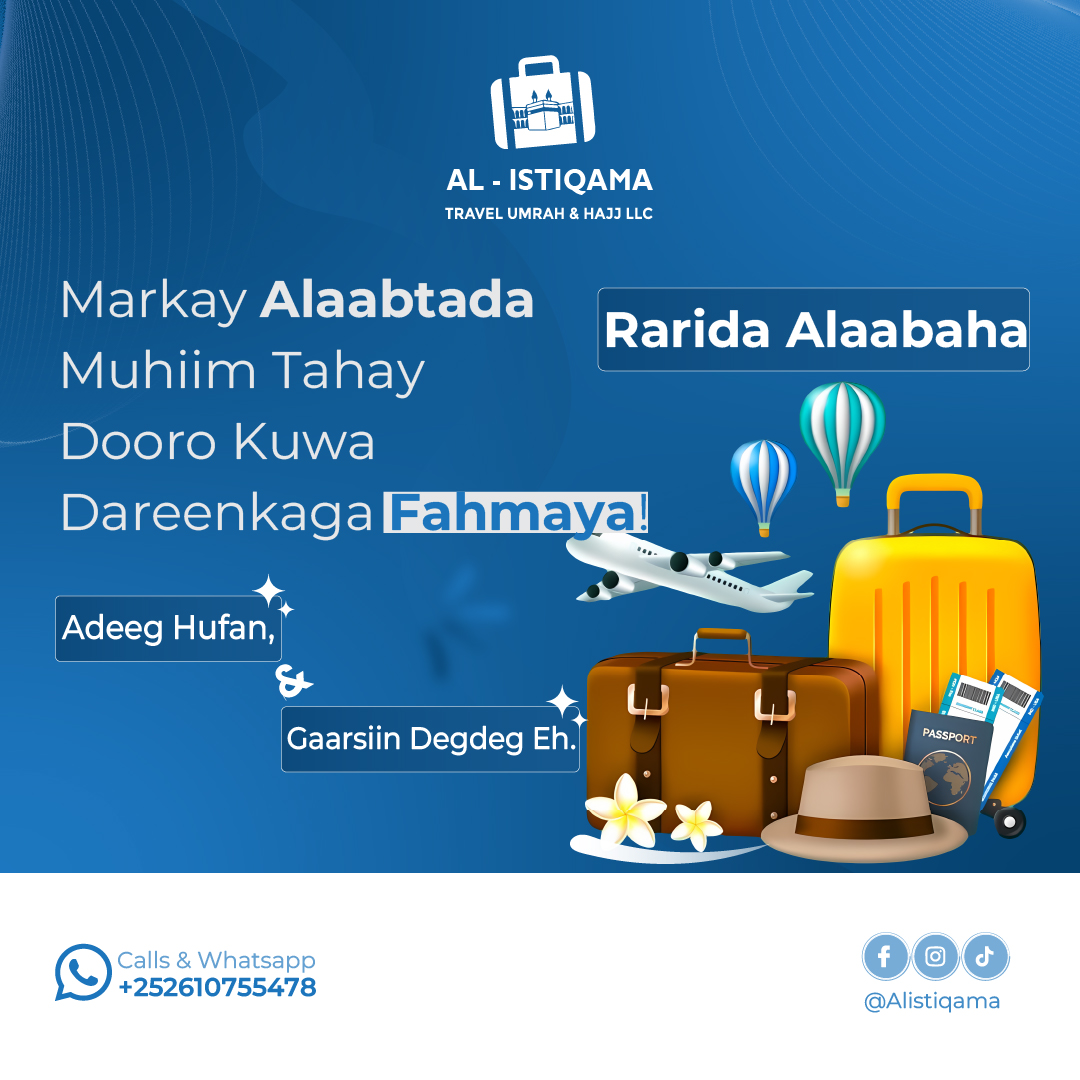 AL - ISTIQAMA
TRAVEL UMRAH & HAJJ LLC
Markay Alaabtada
Muhiim Tahay
Dooro Kuwa
Dareenkaga Fahmaya!
Rarida Alaabaha
Adeeg Hufan,
&
Gaarsiin Degdeg Eh.
PASSPORT
Calls & Whatsapp
+252610755478
@Alistiqama